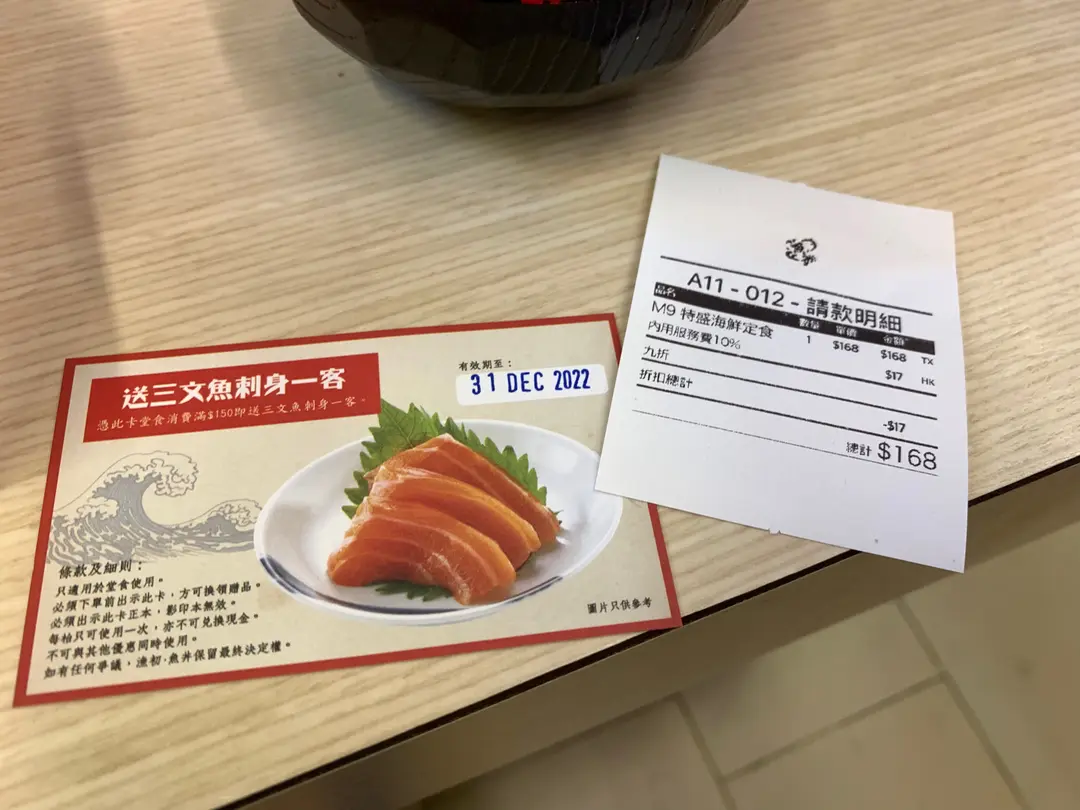 送三文魚刺身一客
憑此卡堂食消費滿$150即送三文魚刺身一客。
有效期至：
31 DEC 2022
條款及細則：
只適用於堂食使用。
必須下單前出示此卡，方可換領贈品。
必須出示此卡正本，影印本無效。
每枱只可使用一次，亦不可兌換現金。
不可與其他優惠同時使用。
如有任何爭議，漁初·魚丼保留最終決定權。
圖片只供參考
A11 - 012 - 請款明細
品名 數量 單價 金額
M9 特盛海鮮定食 1 $168 $168 TX
內用服務費10% $17 HK
九折
折扣總計 -$17
總計 $168